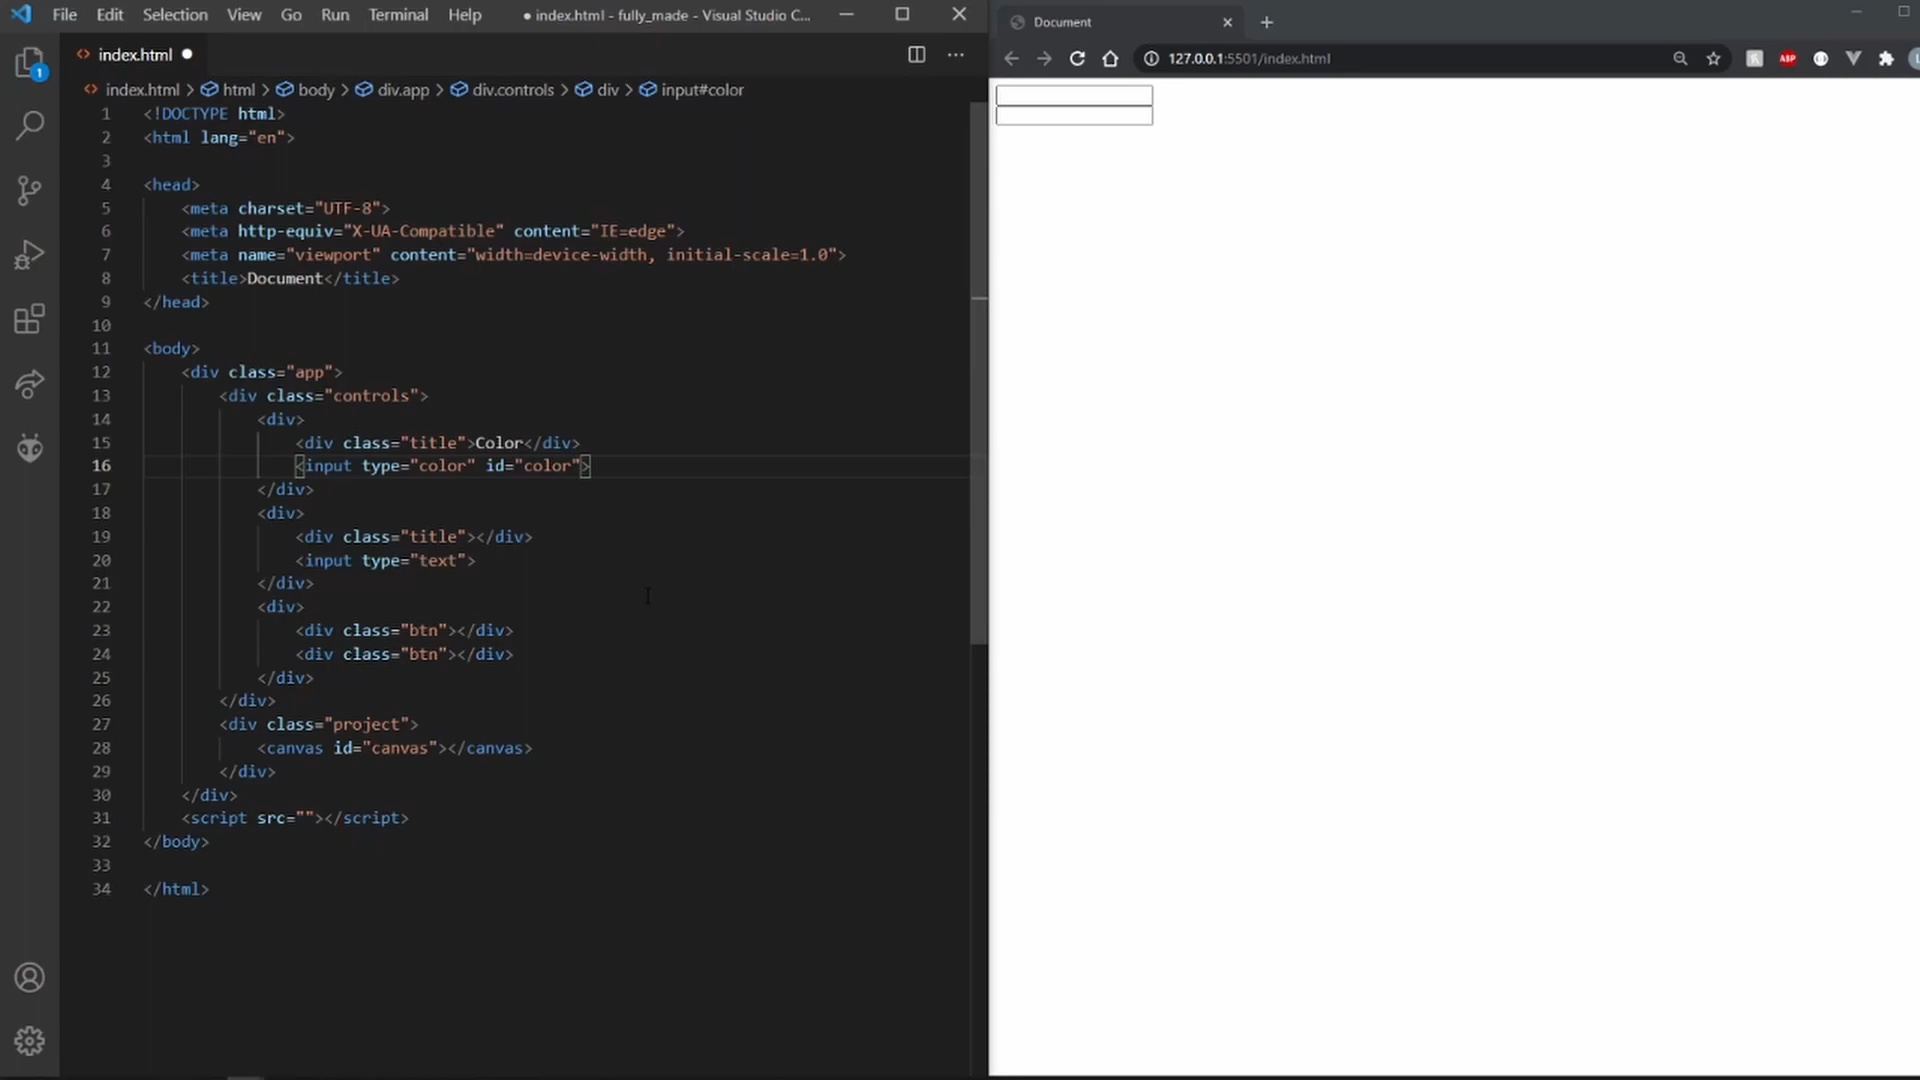 File Edit Selection View Go Run Terminal Help ● index.html - fully_made - Visual Studio C...
index.html ●
index.html > html > body > div.app > div.controls > div > input#color
1 <!DOCTYPE html>
2 <html lang="en">
3
4 <head>
5 <meta charset="UTF-8">
6 <meta http-equiv="X-UA-Compatible" content="IE=edge">
7 <meta name="viewport" content="width=device-width, initial-scale=1.0">
8 <title>Document</title>
9 </head>
10
11 <body>
12 <div class="app">
13 <div class="controls">
14 <div>
15 <div class="title">Color</div>
16 <input type="color" id="color">
17 </div>
18 <div>
19 <div class="title"></div>
20 <input type="text">
21 </div>
22 <div>
23 <div class="btn"></div>
24 <div class="btn"></div>
25 </div>
26 </div>
27 <div class="project">
28 <canvas id="canvas"></canvas>
29 </div>
30 </div>
31 <script src=""></script>
32 </body>
33
34 </html>
1
Document
127.0.0.1:5501/index.html
ABP